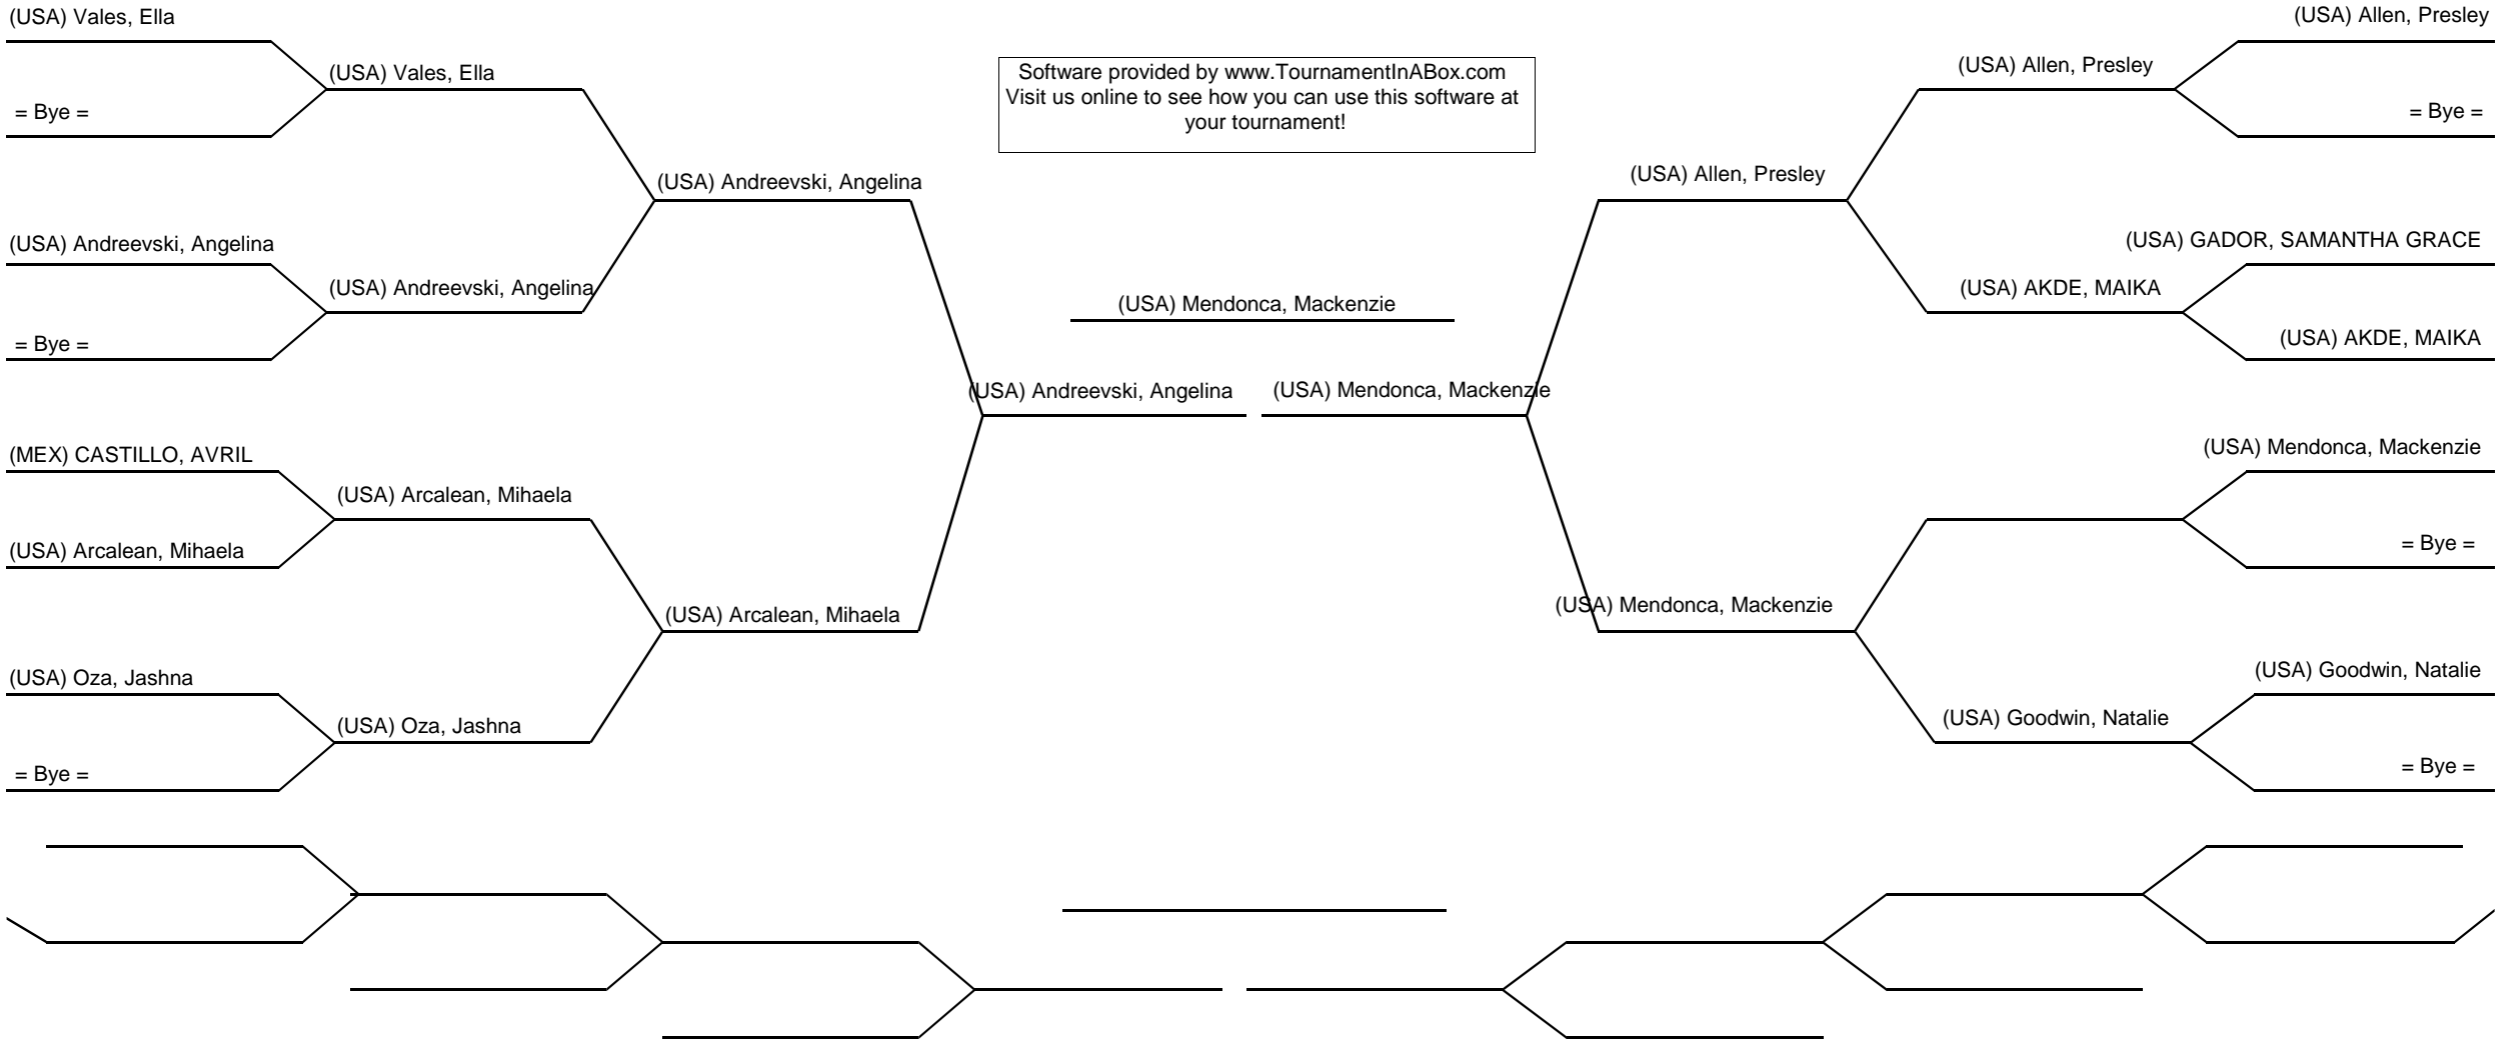 (USA) Vales, Ella
= Bye =
(USA) Andreevski, Angelina
= Bye =
(MEX) CASTILLO, AVRIL
(USA) Arcalean, Mihaela
(USA) Oza, Jashna
= Bye =
(USA) Vales, Ella
(USA) Andreevski, Angelina
(USA) Arcalean, Mihaela
(USA) Oza, Jashna
(USA) Andreevski, Angelina
(USA) Arcalean, Mihaela
(USA) Andreevski, Angelina
Software provided by www.TournamentInABox.com
Visit us online to see how you can use this software at
your tournament!
(USA) Mendonca, Mackenzie
(USA) Mendonca, Mackenzie
(USA) Allen, Presley
(USA) Mendonca, Mackenzie
(USA) Allen, Presley
(USA) AKDE, MAIKA
(USA) Goodwin, Natalie
(USA) Allen, Presley
= Bye =
(USA) GADOR, SAMANTHA GRACE
(USA) AKDE, MAIKA
(USA) Mendonca, Mackenzie
= Bye =
(USA) Goodwin, Natalie
= Bye =